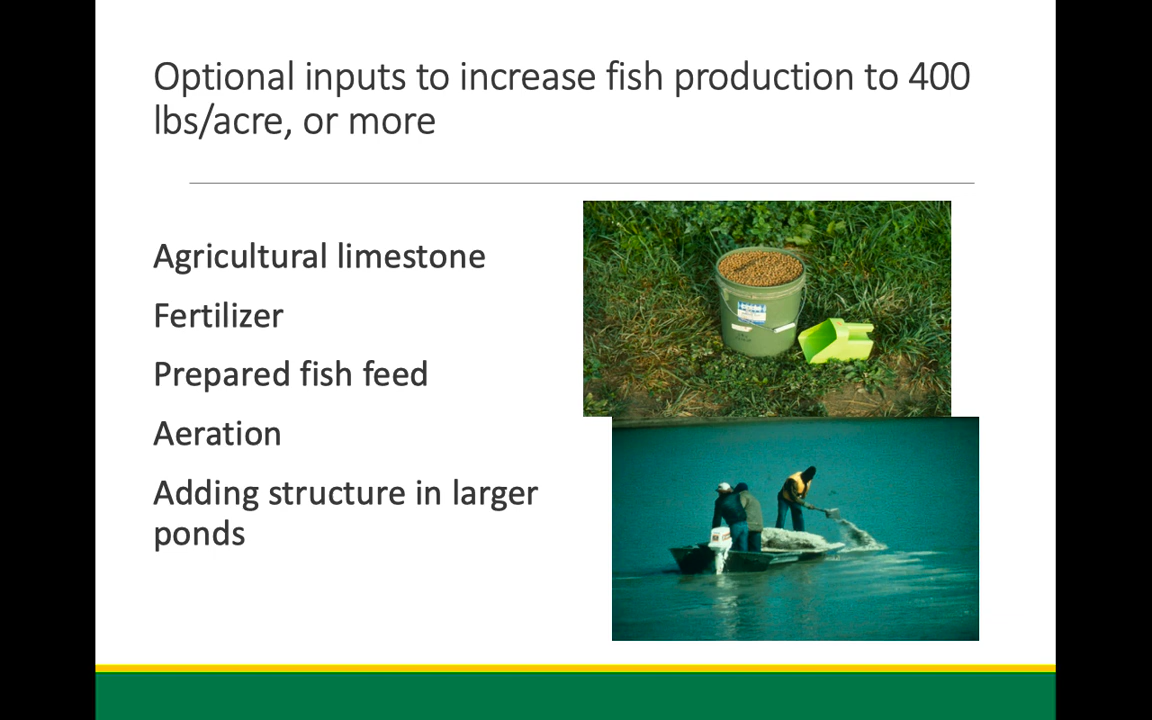 Optional inputs to increase fish production to 400
lbs/acre, or more
Agricultural limestone
Fertilizer
Prepared fish feed
Aeration
Adding structure in larger
ponds